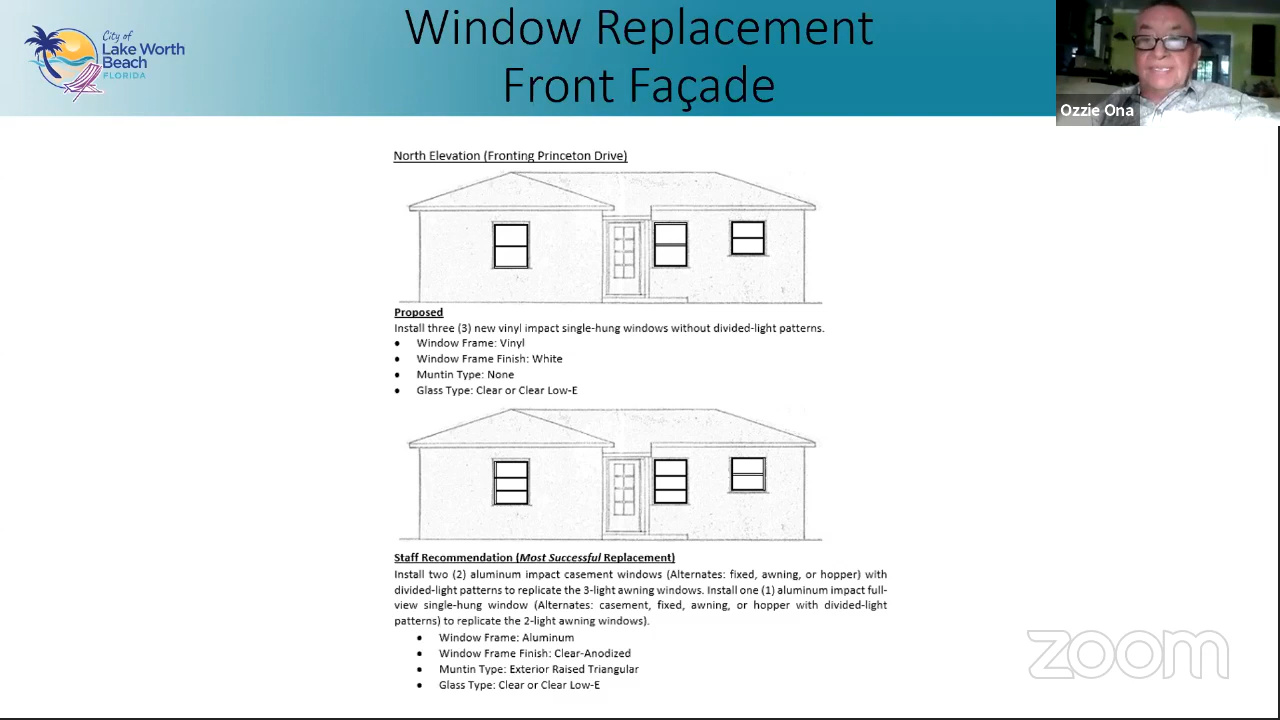 City of
Lake Worth
Beach
FLORIDA
Window Replacement
Front Façade
Ozzie Ona
North Elevation (Fronting Princeton Drive)
Proposed
Install three (3) new vinyl impact single-hung windows without divided-light patterns.
• Window Frame: Vinyl
• Window Frame Finish: White
• Muntin Type: None
• Glass Type: Clear or Clear Low-E
Staff Recommendation (Most Successful Replacement)
Install two (2) aluminum impact casement windows (Alternates: fixed, awning, or hopper) with
divided-light patterns to replicate the 3-light awning windows. Install one (1) aluminum impact full-
view single-hung window (Alternates: casement, fixed, awning, or hopper with divided-light
patterns) to replicate the 2-light awning windows).
• Window Frame: Aluminum
• Window Frame Finish: Clear-Anodized
• Muntin Type: Exterior Raised Triangular
• Glass Type: Clear or Clear Low-E
zoom